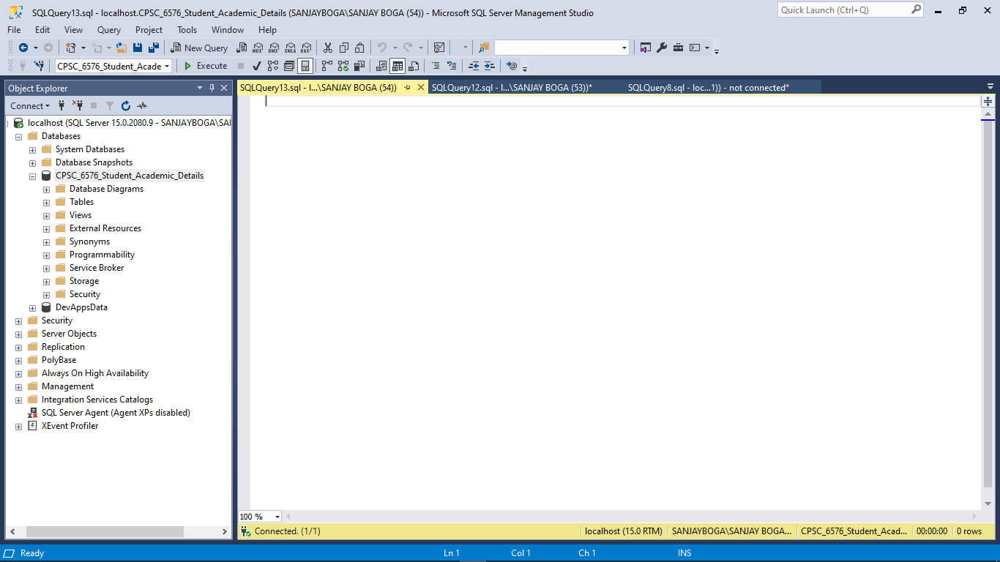 SQLQuery13.sql - localhost.CPSC_6576_Student_Academic_Details (SANJAYBOGA\SANJAY BOGA (54)) - Microsoft SQL Server Management Studio
Quick Launch (Ctrl+Q)
File Edit View Query Project Tools Window Help
New Query MDX DMX XMLA DAX
CPSC_6576_Student_Acade Execute
Object Explorer
SQLQuery13.sql - l...\SANJAY BOGA (54)) SQLQuery12.sql - l...\SANJAY BOGA (53))* SQLQuery8.sql - loc...1)) - not connected*
Connect
localhost (SQL Server 15.0.2080.9 - SANJAYBOGA\SAI
Databases
System Databases
Database Snapshots
CPSC_6576_Student_Academic_Details
Database Diagrams
Tables
Views
External Resources
Synonyms
Programmability
Service Broker
Storage
Security
DevAppsData
Security
Server Objects
Replication
PolyBase
Always On High Availability
Management
Integration Services Catalogs
SQL Server Agent (Agent XPs disabled)
XEvent Profiler
100 %
Connected. (1/1) localhost (15.0 RTM) SANJAYBOGA\SANJAY BOGA... CPSC_6576_Student_Acad... 00:00:00 0 rows
Ready Ln 1 Col 1 Ch 1 INS